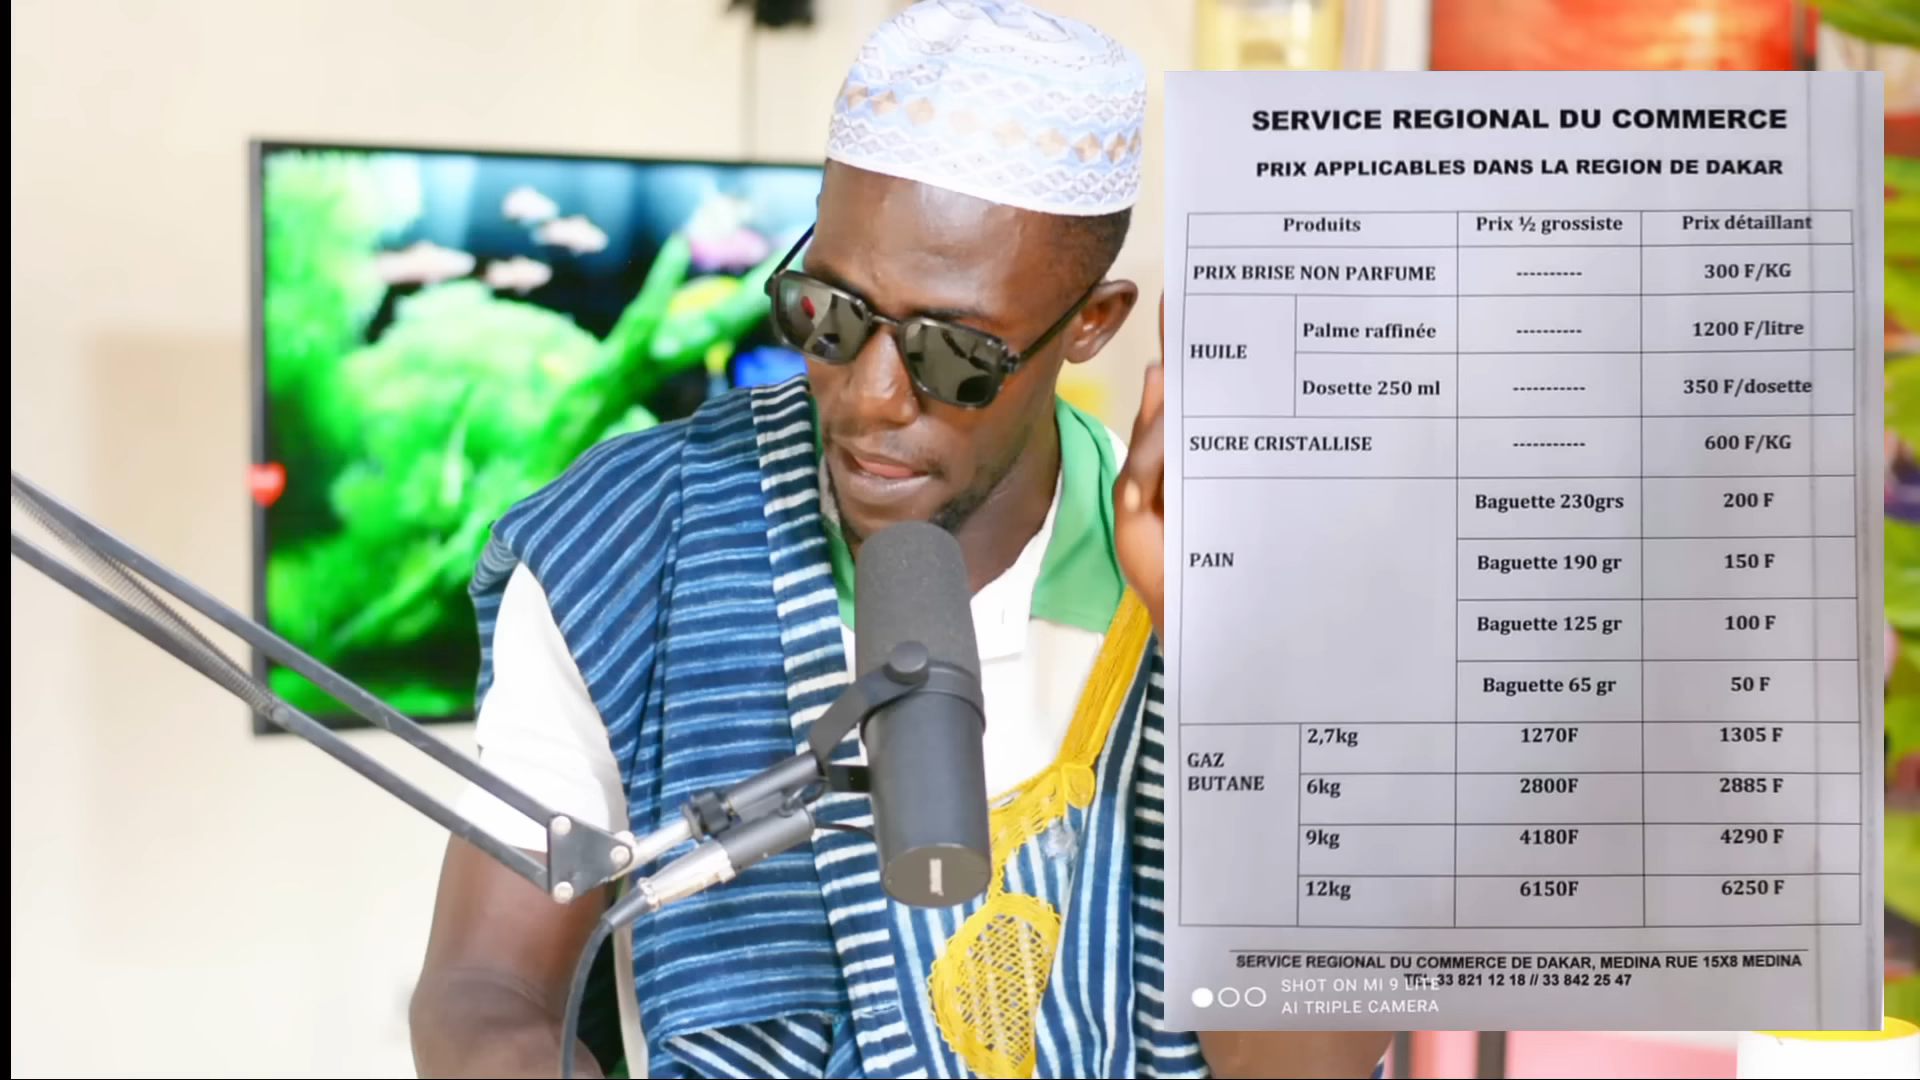 SERVICE REGIONAL DU COMMERCE
PRIX APPLICABLES DANS LA REGION DE DAKAR
Produits Prix ½ grossiste Prix détaillant
PRIX BRISE NON PARFUME ---------- 300 F/KG
HUILE
Palme raffinée ---------- 1200 F/litre
Dosette 250 ml ----------- 350 F/dosette
SUCRE CRISTALLISE ----------- 600 F/KG
PAIN
Baguette 230grs 200 F
Baguette 190 gr 150 F
Baguette 125 gr 100 F
Baguette 65 gr 50 F
GAZ
BUTANE
2,7kg 1270F 1305 F
6kg 2800F 2885 F
9kg 4180F 4290 F
12kg 6150F 6250 F
SERVICE REGIONAL DU COMMERCE DE DAKAR, MEDINA RUE 15X8 MEDINA
TEL 33 821 12 18 // 33 842 25 47
SHOT ON MI 9 LITE
AI TRIPLE CAMERA